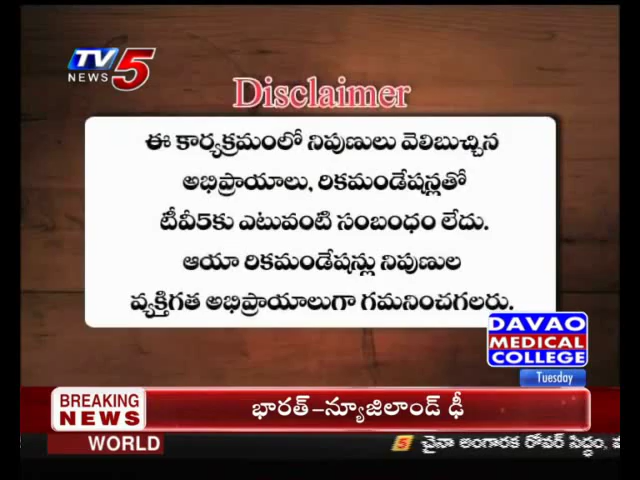 TV5
NEWS
Disclaimer
ఈ కార్యక్రమంలో నిపుణులు వెలిబుచ్చిన
అభిప్రాయాలు, రికమండేషన్లతో
టీవీ5కు ఎటువంటి సంబంధం లేదు.
ఆయా రికమండేషన్లు నిపుణుల
వ్యక్తిగత అభిప్రాయాలుగా గమనించగలరు.
DAVAO
MEDICAL
COLLEGE
Tuesday
BREAKING
NEWS
భారత్-న్యూజిలాండ్ ఢీ
WORLD
5 చైనా అంగారక రోవర్ సిద్ధం,